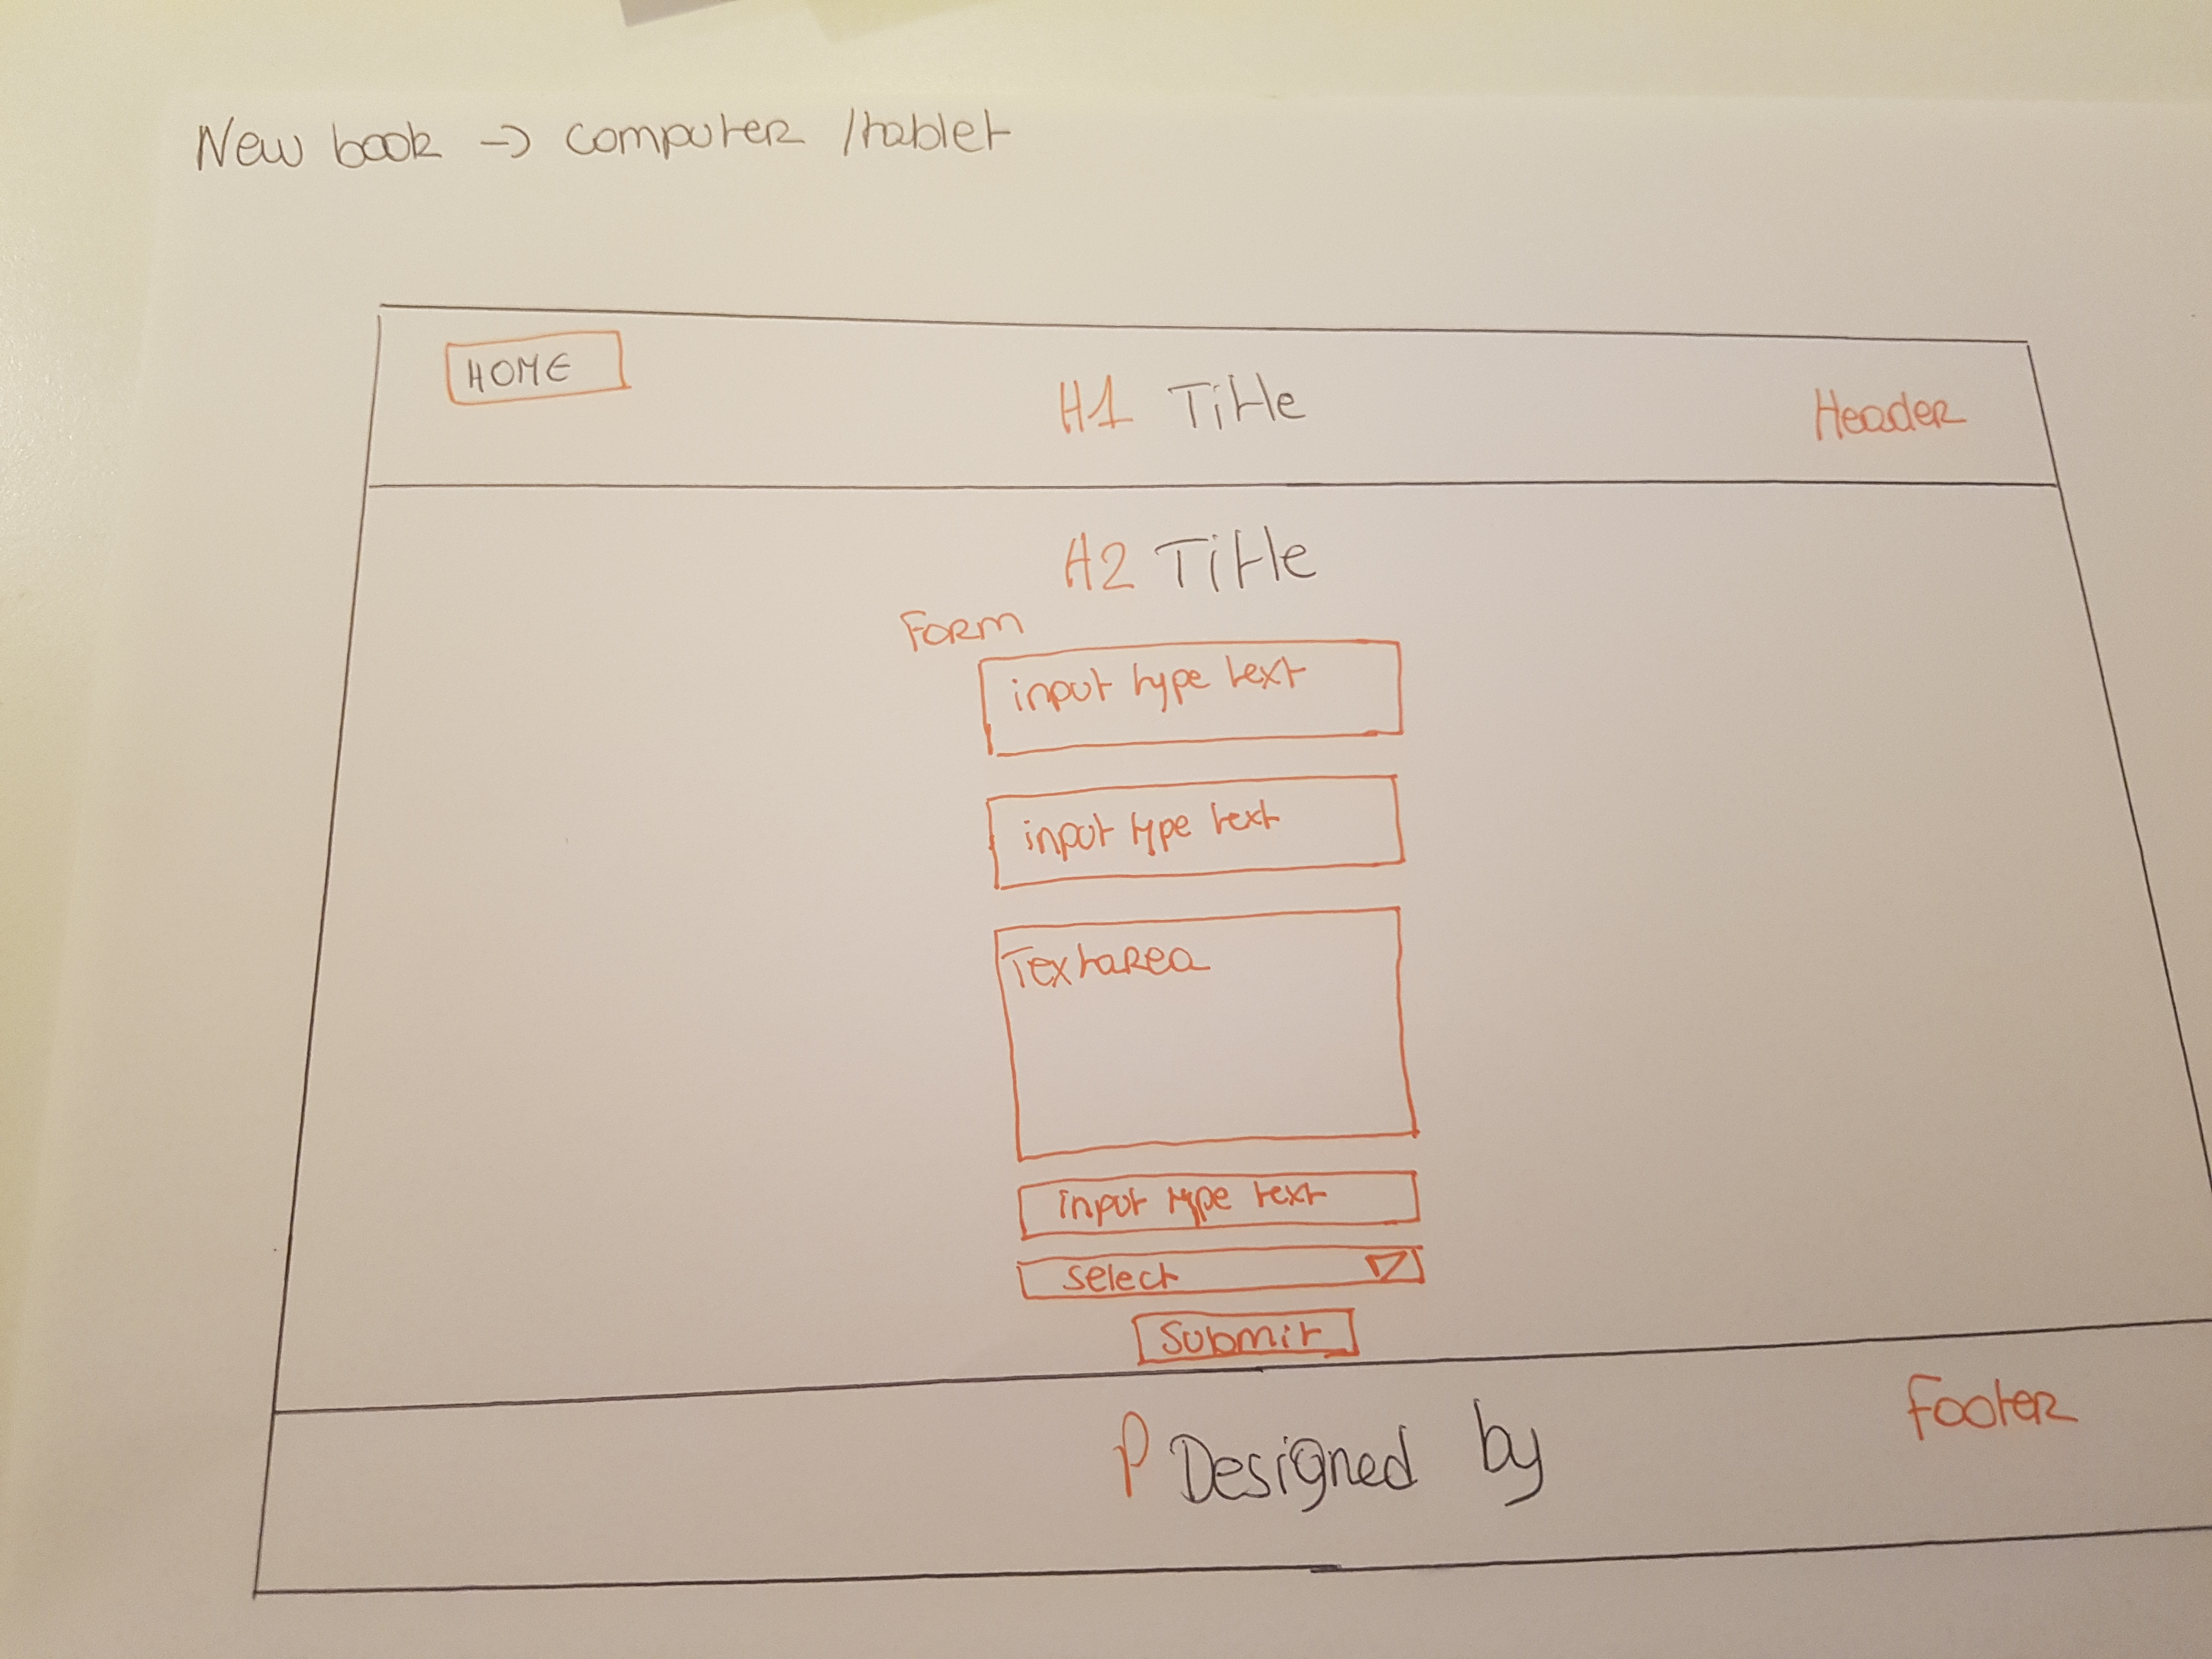 New book -> computer /tablet
HOME
H1 Title
Header
H2 Title
Form
input type text
input type text
Textarea
input type text
select
Submit
P Designed by
Footer